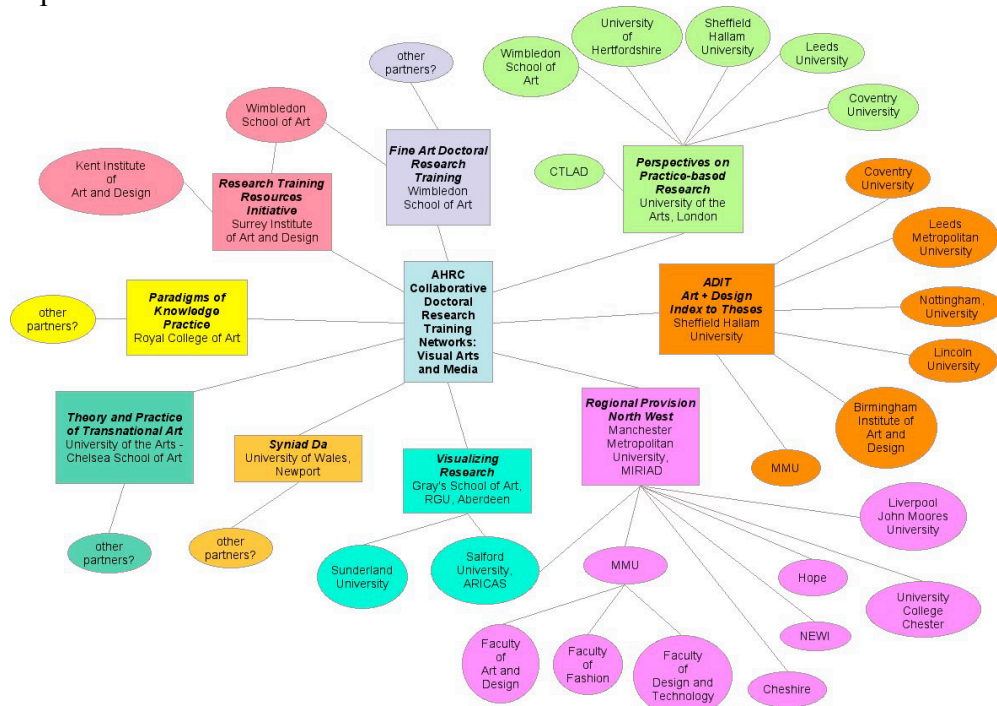 other
partners?
University
of
Hertfordshire
Sheffield
Hallam
University
Wimbledon
School of
Art
Leeds
University
Coventry
University
CTLAD
Perspectives on
Practice-based
Research
University of the
Arts, London
Wimbledon
School of Art
Fine Art Doctoral
Research
Training
Wimbledon
School of Art
Kent Institute
of
Art and Design
Research Training
Resources
Initiative
Surrey Institute
of Art and Design
Coventry
University
Leeds
Metropolitan
University
ADIT
Art + Design
Index to Theses
Sheffield Hallam
University
Nottingham,
University
Lincoln
University
Birmingham
Institute of
Art and
Design
MMU
AHRC
Collaborative
Doctoral
Research
Training
Networks:
Visual Arts
and Media
other
partners?
Paradigms of
Knowledge
Practice
Royal College of Art
Theory and Practice
of Transnational Art
University of the Arts -
Chelsea School of Art
other
partners?
Syniad Da
University of Wales,
Newport
other
partners?
Visualizing
Research
Gray's School of Art,
RGU, Aberdeen
Sunderland
University
Salford
University,
ARICAS
Regional Provision
North West
Manchester
Metropolitan
University,
MIRIAD
Liverpool
John Moores
University
MMU
Hope
University
College
Chester
NEWI
Cheshire
Faculty
of
Art and
Design
Faculty
of
Fashion
Faculty
of
Design and
Technology